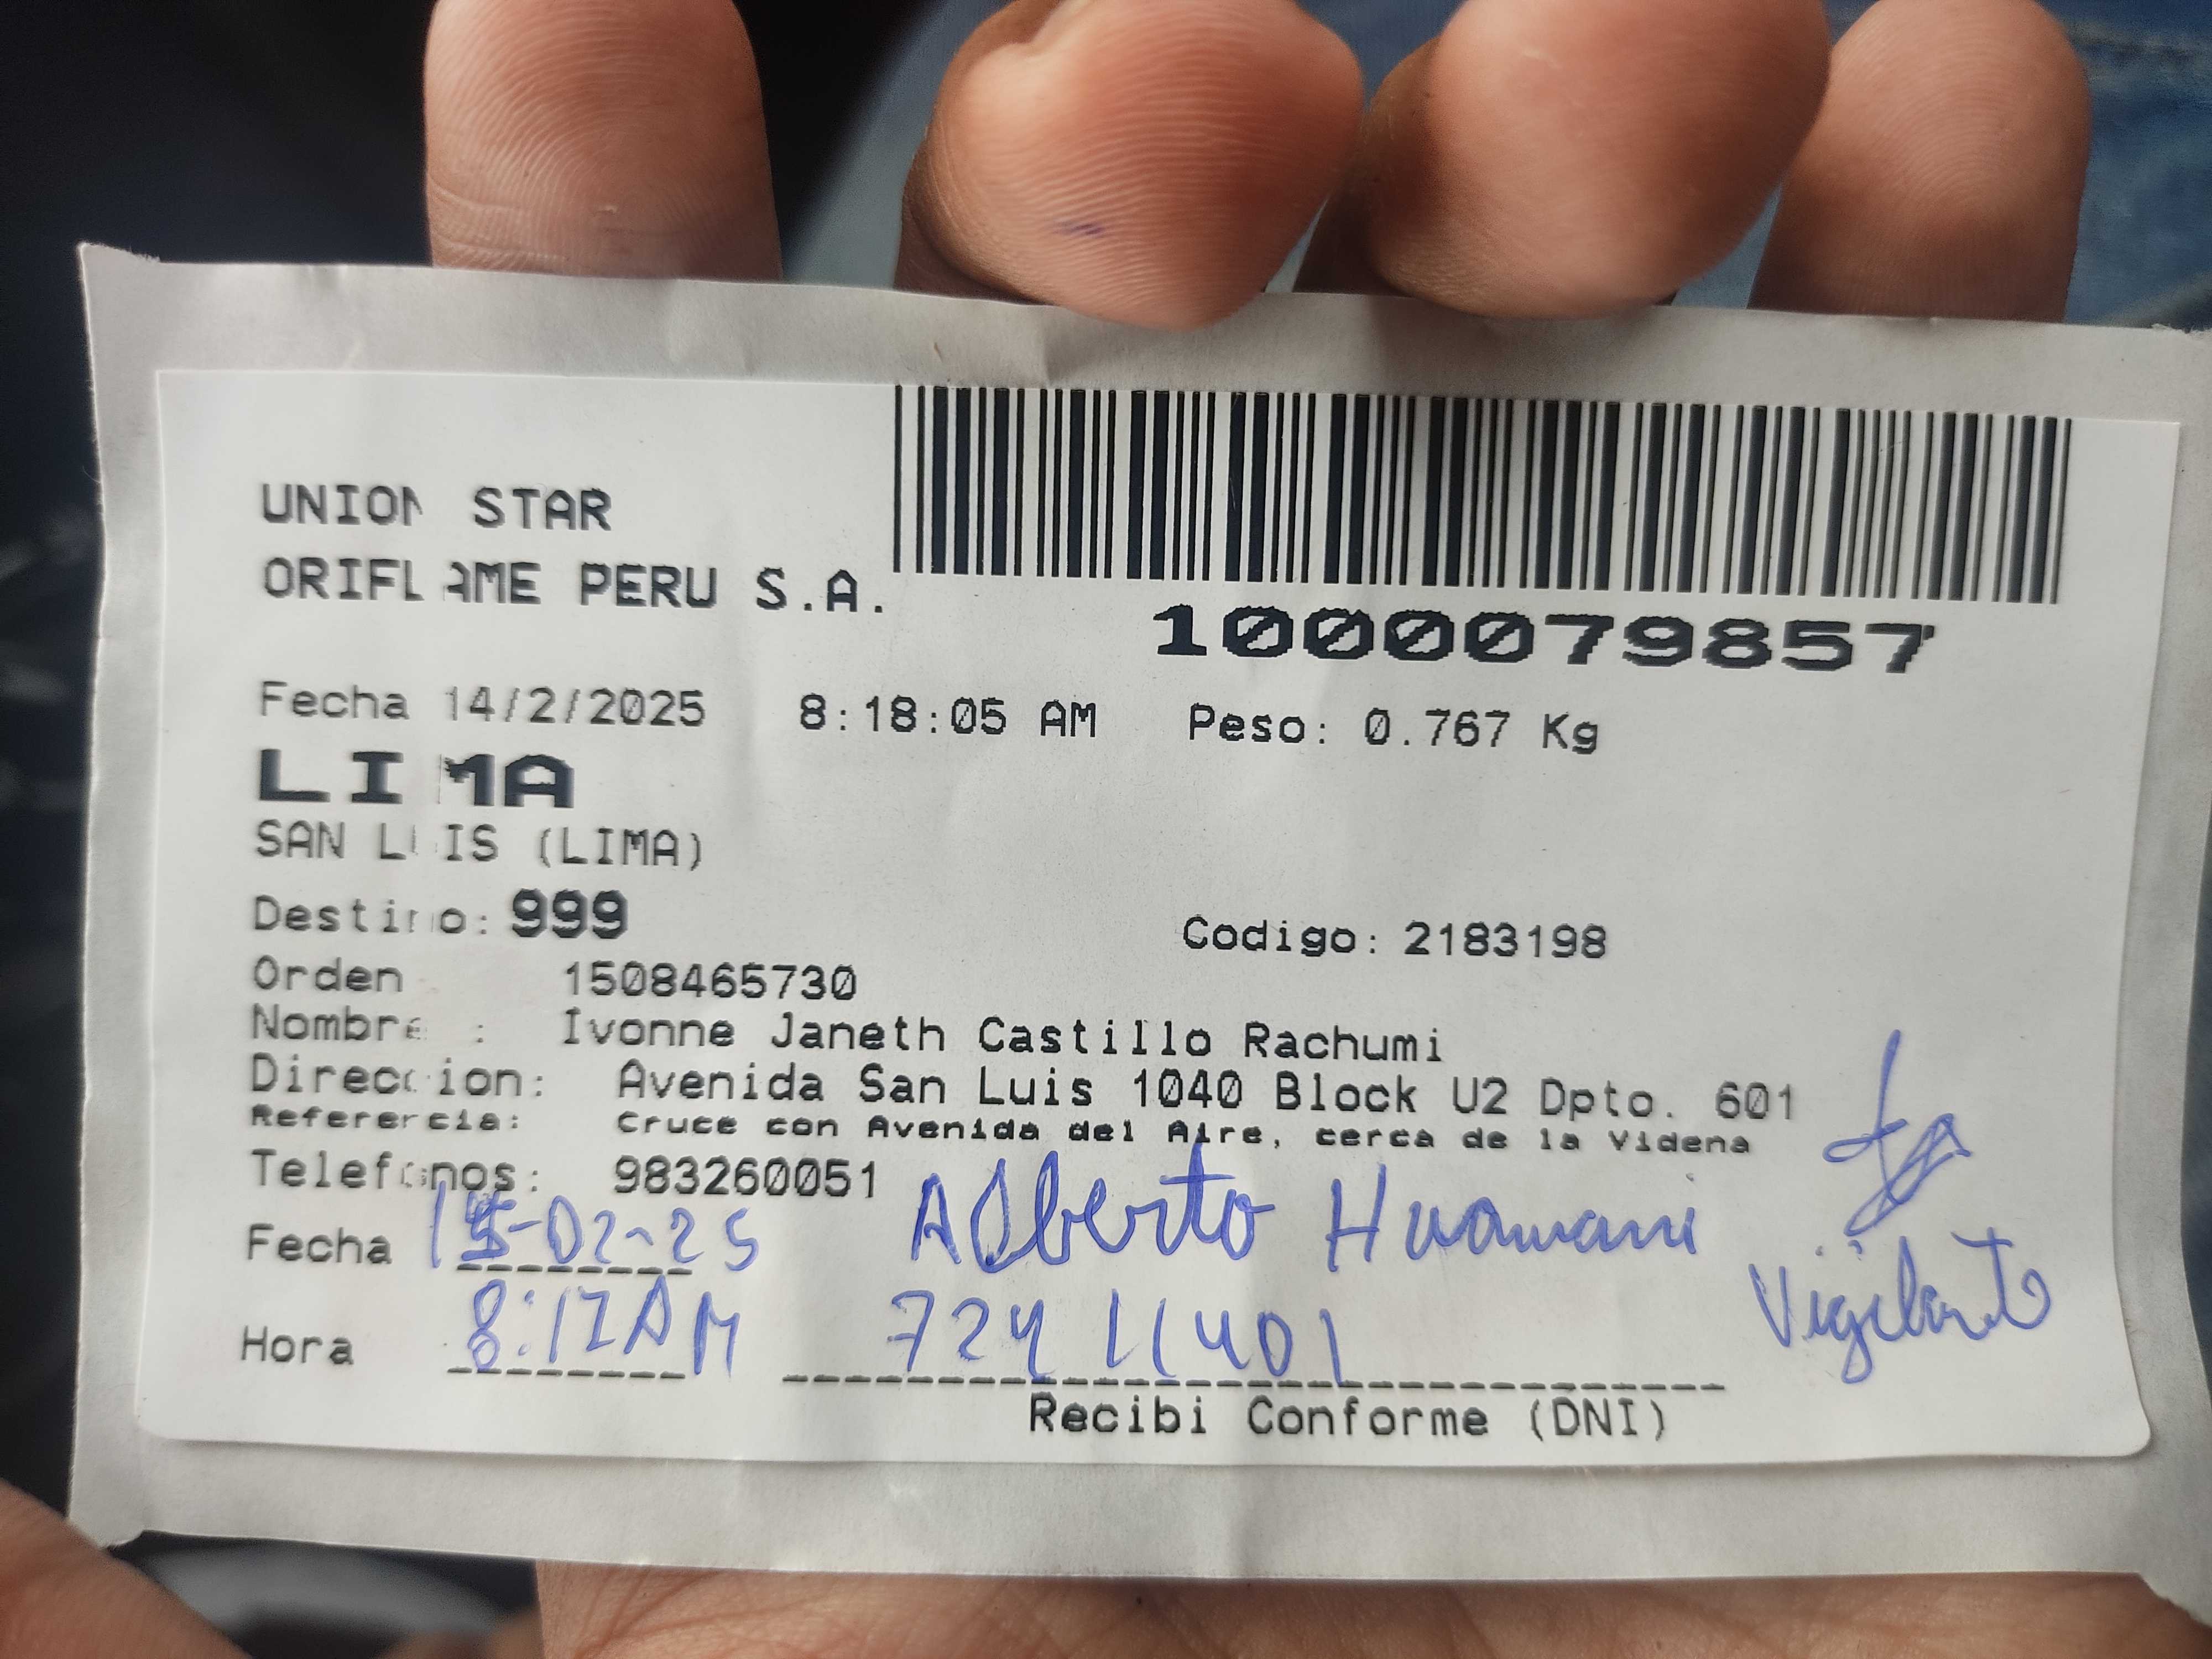 UNION STAR
ORIFLAME PERU S.A.
1000079857
Fecha 14/2/2025 8:18:05 AM Peso: 0.767 Kg
LIMA
SAN LUIS (LIMA)
Destino: 999 Codigo: 2183198
Orden 1508465730
Nombre : Ivonne Janeth Castillo Rachumi
Direccion: Avenida San Luis 1040 Block U2 Dpto. 601
Referencia: Cruce con Avenida del Aire, cerca de la Videna
Telefonos: 983260051
Fecha 15-02-25 Alberto Huamani
Hora 8:17AM 72411401 Vigilante
Recibi Conforme (DNI)